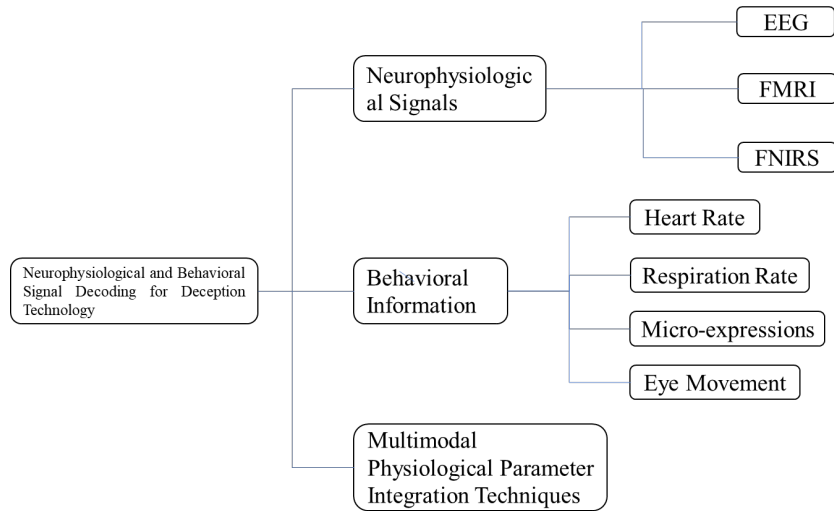 Neurophysiological and Behavioral
Signal Decoding for Deception
Technology
Neurophysiologic
al Signals
EEG
FMRI
FNIRS
Behavioral
Information
Heart Rate
Respiration Rate
Micro-expressions
Eye Movement
Multimodal
Physiological Parameter
Integration Techniques